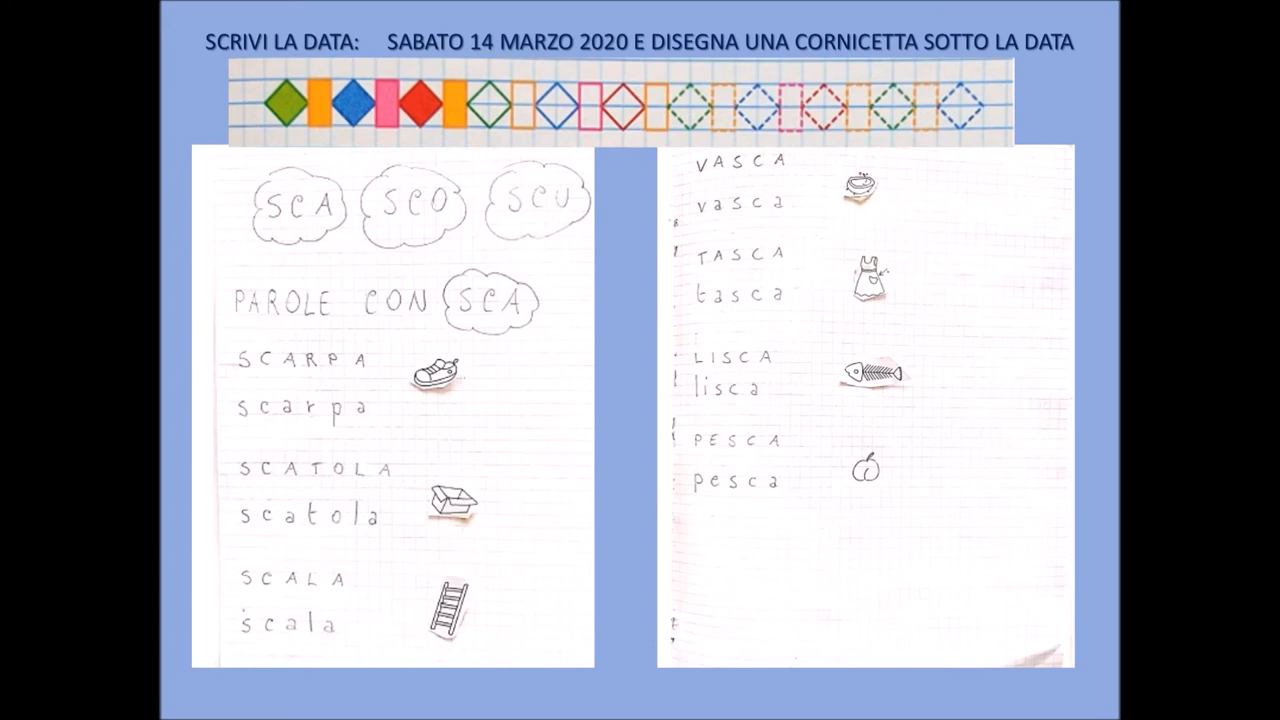 SCRIVI LA DATA: SABATO 14 MARZO 2020 E DISEGNA UNA CORNICETTA SOTTO LA DATA
SCA SCO SCU
PAROLE CON SCA
SCARPA
scarpa
SCATOLA
scatola
SCALA
scala
VASCA
vasca
TASCA
tasca
LISCA
lisca
PESCA
pesca